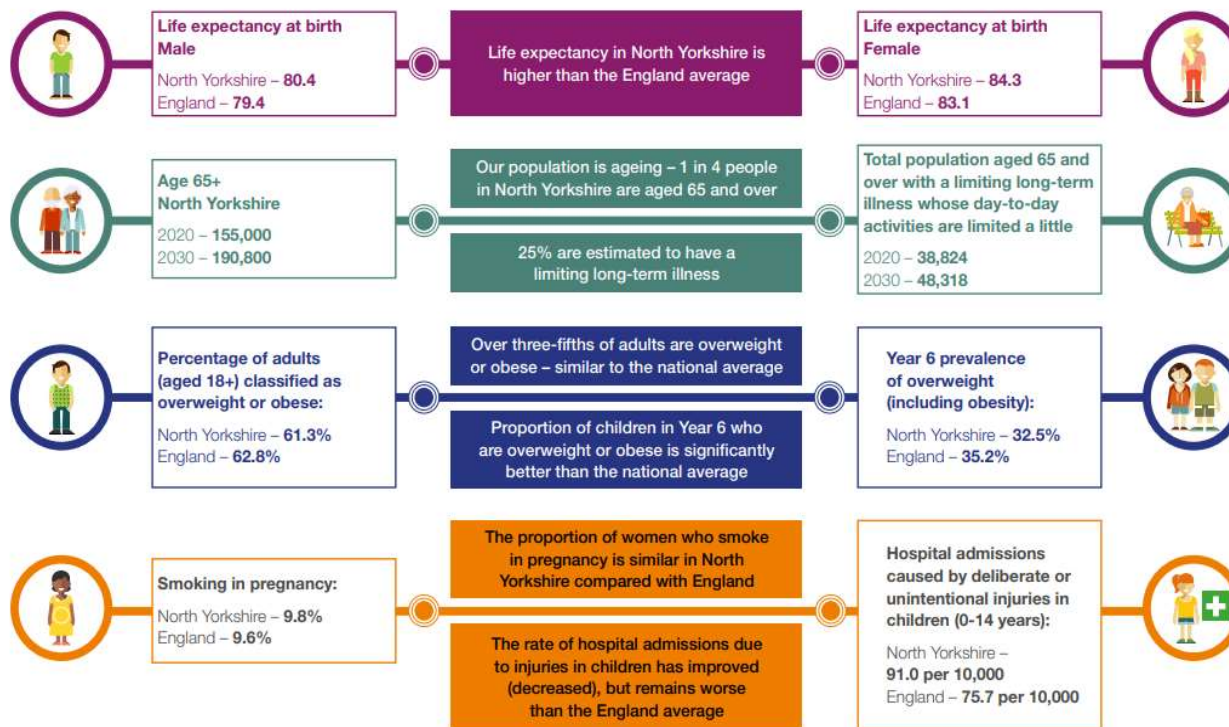 Life expectancy at birth
Male
North Yorkshire – 80.4
England – 79.4
Life expectancy in North Yorkshire is
higher than the England average
Life expectancy at birth
Female
North Yorkshire – 84.3
England – 83.1
Age 65+
North Yorkshire
2020 – 155,000
2030 – 190,800
Our population is ageing – 1 in 4 people
in North Yorkshire are aged 65 and over
25% are estimated to have a
limiting long-term illness
Total population aged 65 and
over with a limiting long-term
illness whose day-to-day
activities are limited a little
2020 – 38,824
2030 – 48,318
Percentage of adults
(aged 18+) classified as
overweight or obese:
North Yorkshire – 61.3%
England – 62.8%
Over three-fifths of adults are overweight
or obese – similar to the national average
Proportion of children in Year 6 who
are overweight or obese is significantly
better than the national average
Year 6 prevalence
of overweight
(including obesity):
North Yorkshire – 32.5%
England – 35.2%
Smoking in pregnancy:
North Yorkshire – 9.8%
England – 9.6%
The proportion of women who smoke
in pregnancy is similar in North
Yorkshire compared with England
The rate of hospital admissions due
to injuries in children has improved
(decreased), but remains worse
than the England average
Hospital admissions
caused by deliberate or
unintentional injuries in
children (0-14 years):
North Yorkshire –
91.0 per 10,000
England – 75.7 per 10,000